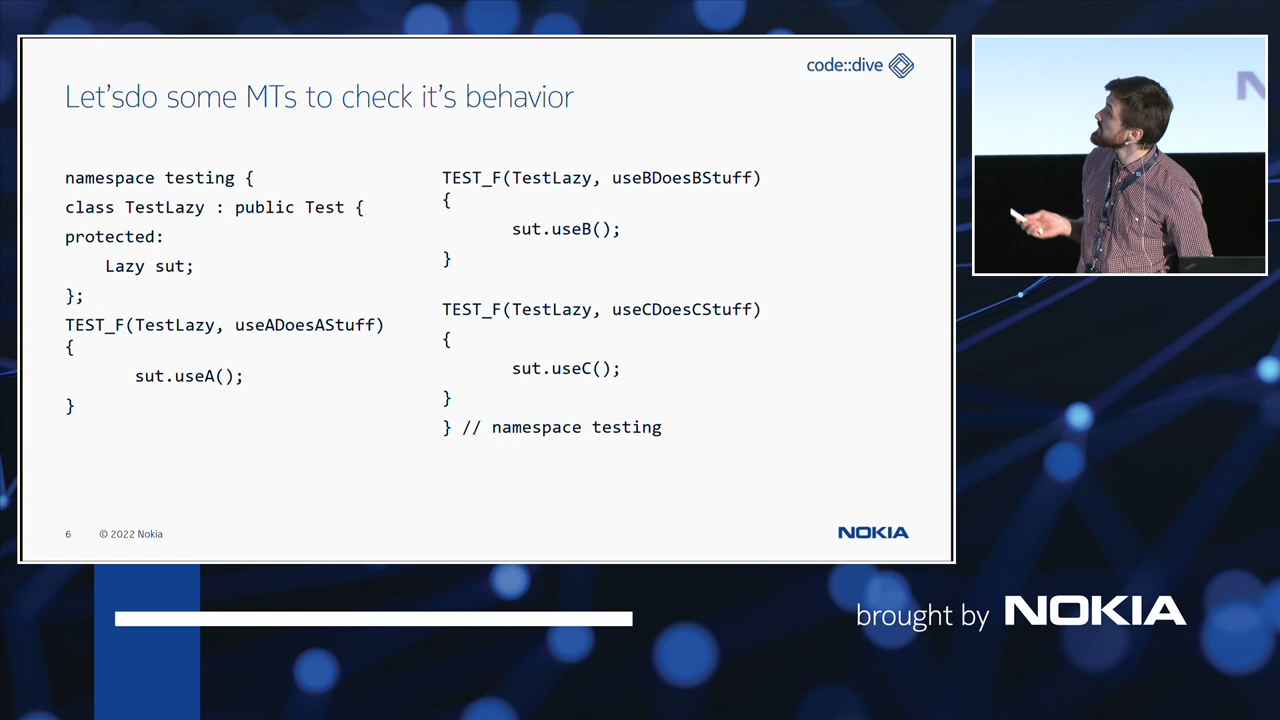 code::dive
Let'sdo some MTs to check it's behavior
namespace testing {
class TestLazy : public Test {
protected:
Lazy sut;
};
TEST_F(TestLazy, useADoesAStuff)
{
sut.useA();
}
TEST_F(TestLazy, useBDoesBStuff)
{
sut.useB();
}
TEST_F(TestLazy, useCDoesCStuff)
{
sut.useC();
}
} // namespace testing
6 © 2022 Nokia
NOKIA
N
brought by NOKIA